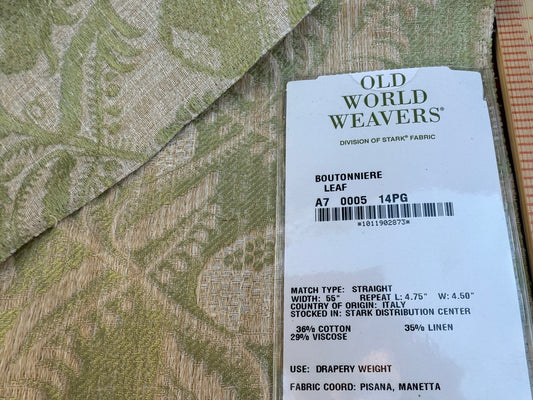 OLD
WORLD
WEAVERS®
DIVISION OF STARK® FABRIC
BOUTONNIERE
LEAF
A7 0005 14PG
*1011902873*
MATCH TYPE: STRAIGHT
WIDTH: 55" REPEAT L: 4.75" W: 4.50"
COUNTRY OF ORIGIN: ITALY
STOCKED IN: STARK DISTRIBUTION CENTER
36% COTTON 35% LINEN
29% VISCOSE
USE: DRAPERY WEIGHT
FABRIC COORD: PISANA, MANETTA